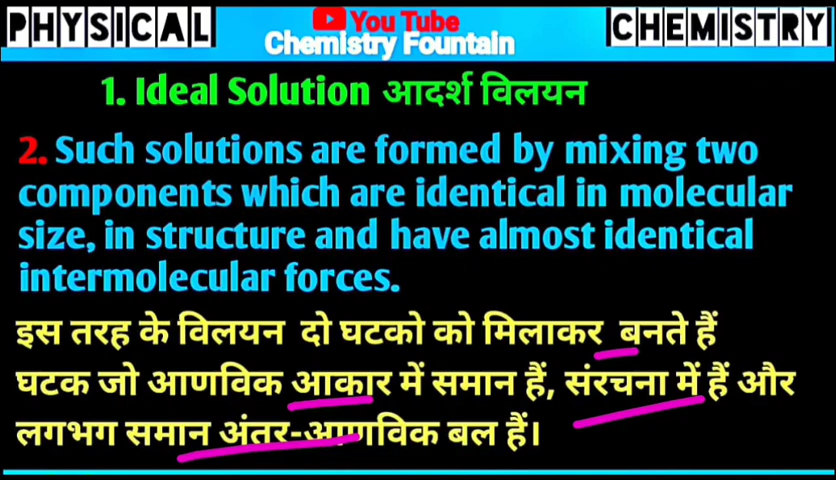 PHYSICAL
You Tube
Chemistry Fountain
CHEMISTRY
1. Ideal Solution आदर्श विलयन
2. Such solutions are formed by mixing two
components which are identical in molecular
size, in structure and have almost identical
intermolecular forces.
इस तरह के विलयन दो घटको को मिलाकर बनते हैं
घटक जो आणविक आकार में समान हैं, संरचना में हैं और
लगभग समान अंतर-आणविक बल हैं।